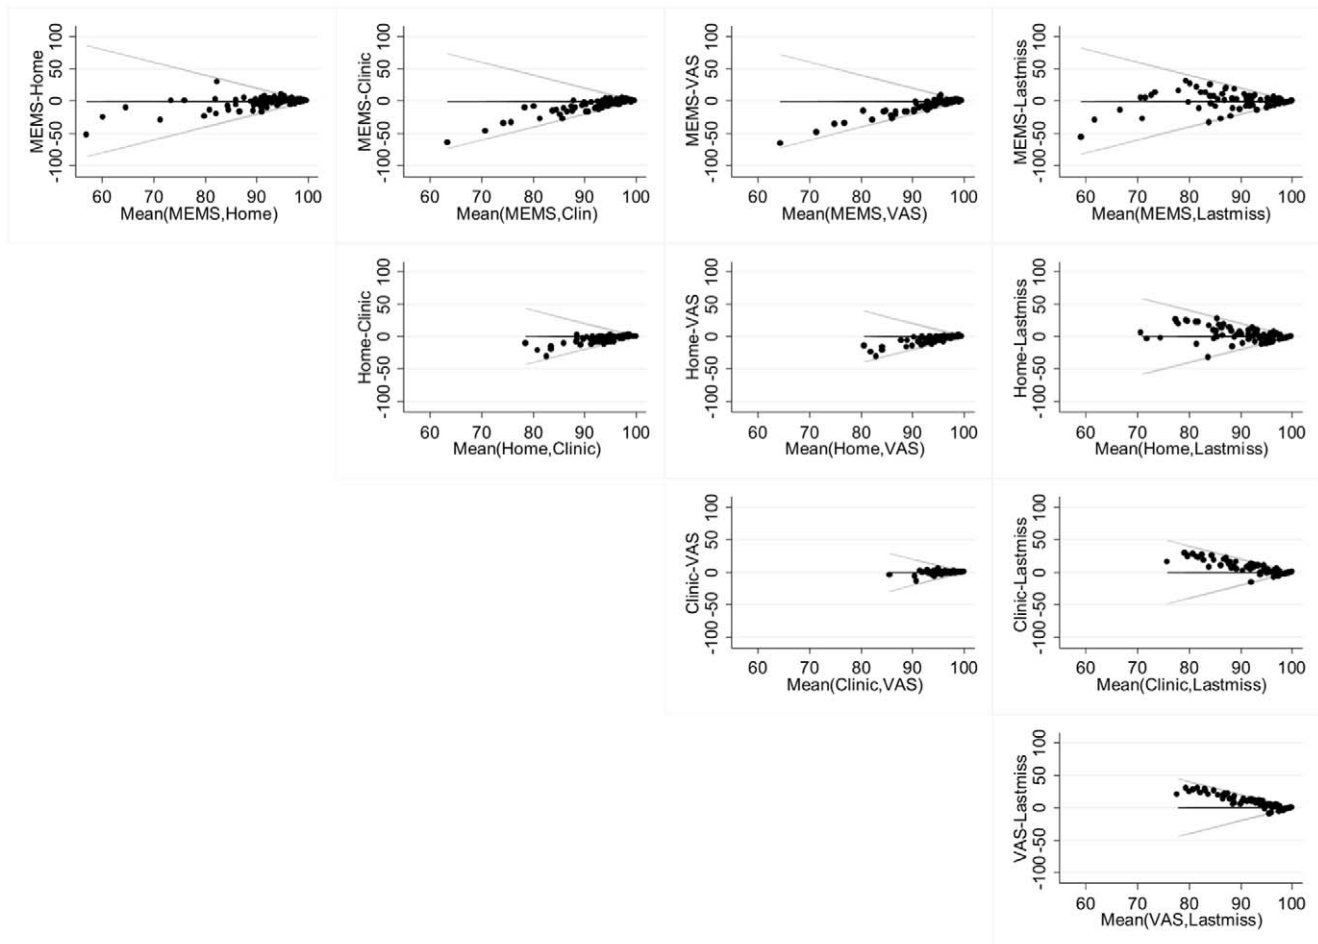 MEMS-Home
100
50
0
-50
-100
60 70 80 90 100
Mean(MEMS,Home)
MEMS-Clinic
100
50
0
-50
-100
60 70 80 90 100
Mean(MEMS,Clin)
MEMS-VAS
100
50
0
-50
-100
60 70 80 90 100
Mean(MEMS,VAS)
MEMS-Lastmiss
100
50
0
-50
-100
60 70 80 90 100
Mean(MEMS,Lastmiss)
Home-Clinic
100
50
0
-50
-100
60 70 80 90 100
Mean(Home,Clinic)
Home-VAS
100
50
0
-50
-100
60 70 80 90 100
Mean(Home,VAS)
Home-Lastmiss
100
50
0
-50
-100
60 70 80 90 100
Mean(Home,Lastmiss)
Clinic-VAS
100
50
0
-50
-100
60 70 80 90 100
Mean(Clinic,VAS)
Clinic-Lastmiss
100
50
0
-50
-100
60 70 80 90 100
Mean(Clinic,Lastmiss)
VAS-Lastmiss
100
50
0
-50
-100
60 70 80 90 100
Mean(VAS,Lastmiss)